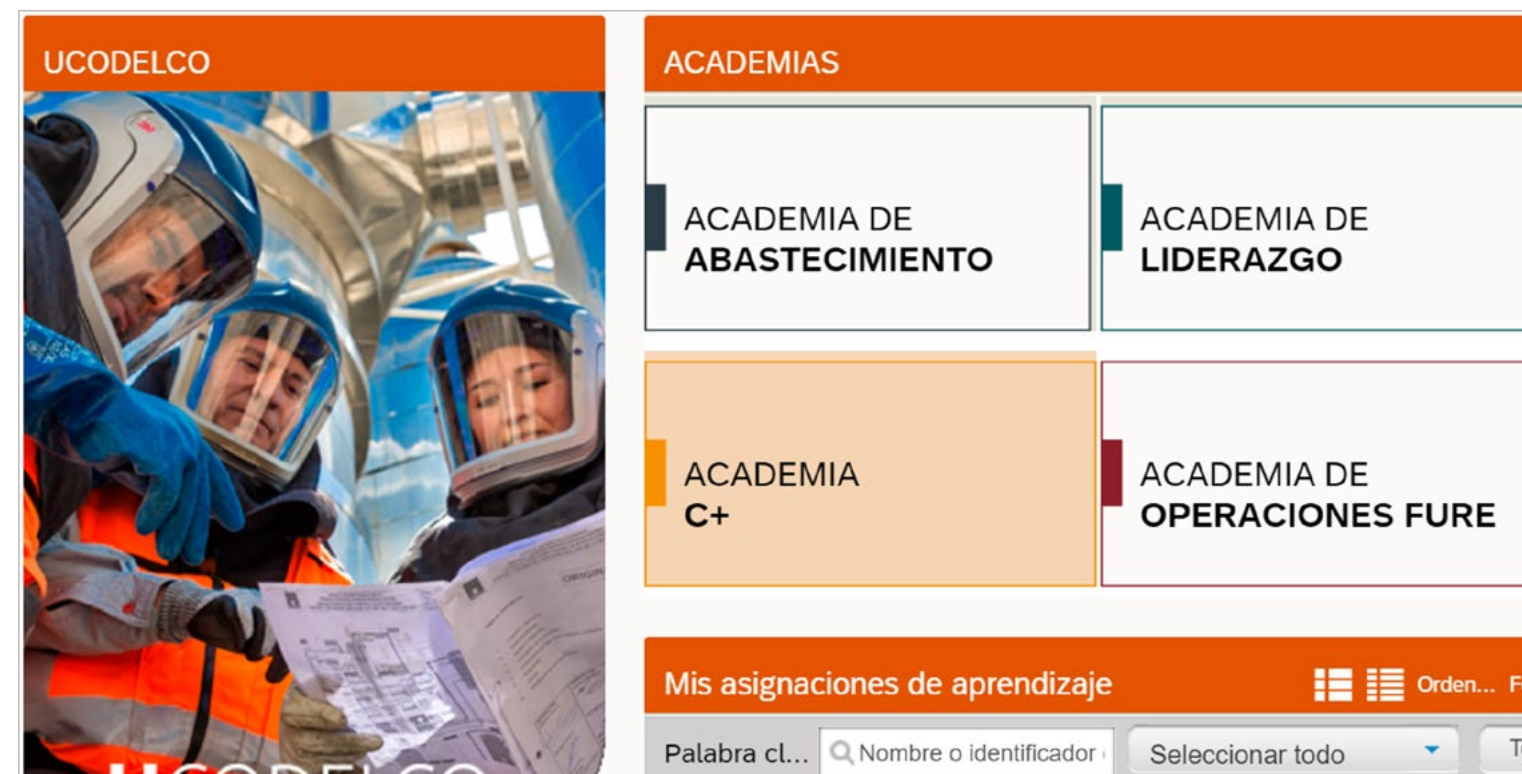 UCODELCO
ACADEMIAS
ACADEMIA DE
ABASTECIMIENTO
ACADEMIA DE
LIDERAZGO
ACADEMIA
C+
ACADEMIA DE
OPERACIONES FURE
Mis asignaciones de aprendizaje
Orden...
Palabra cl...
Nombre o identificador
Seleccionar todo
UCODELCO